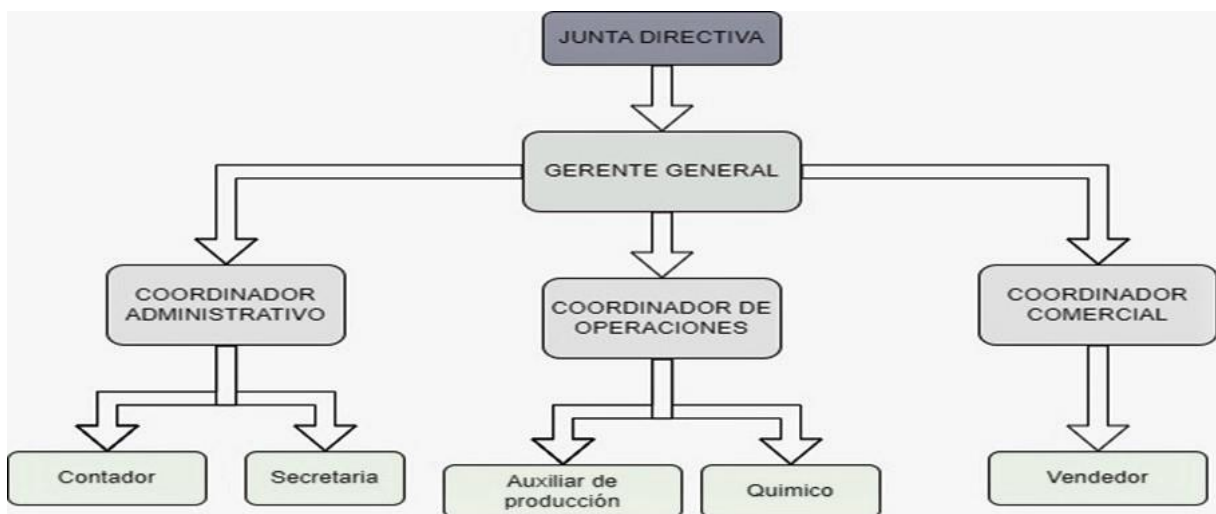 JUNTA DIRECTIVA
GERENTE GENERAL
COORDINADOR
ADMINISTRATIVO
COORDINADOR DE
OPERACIONES
COORDINADOR
COMERCIAL
Contador
Secretaria
Auxiliar de
producción
Quimico
Vendedor